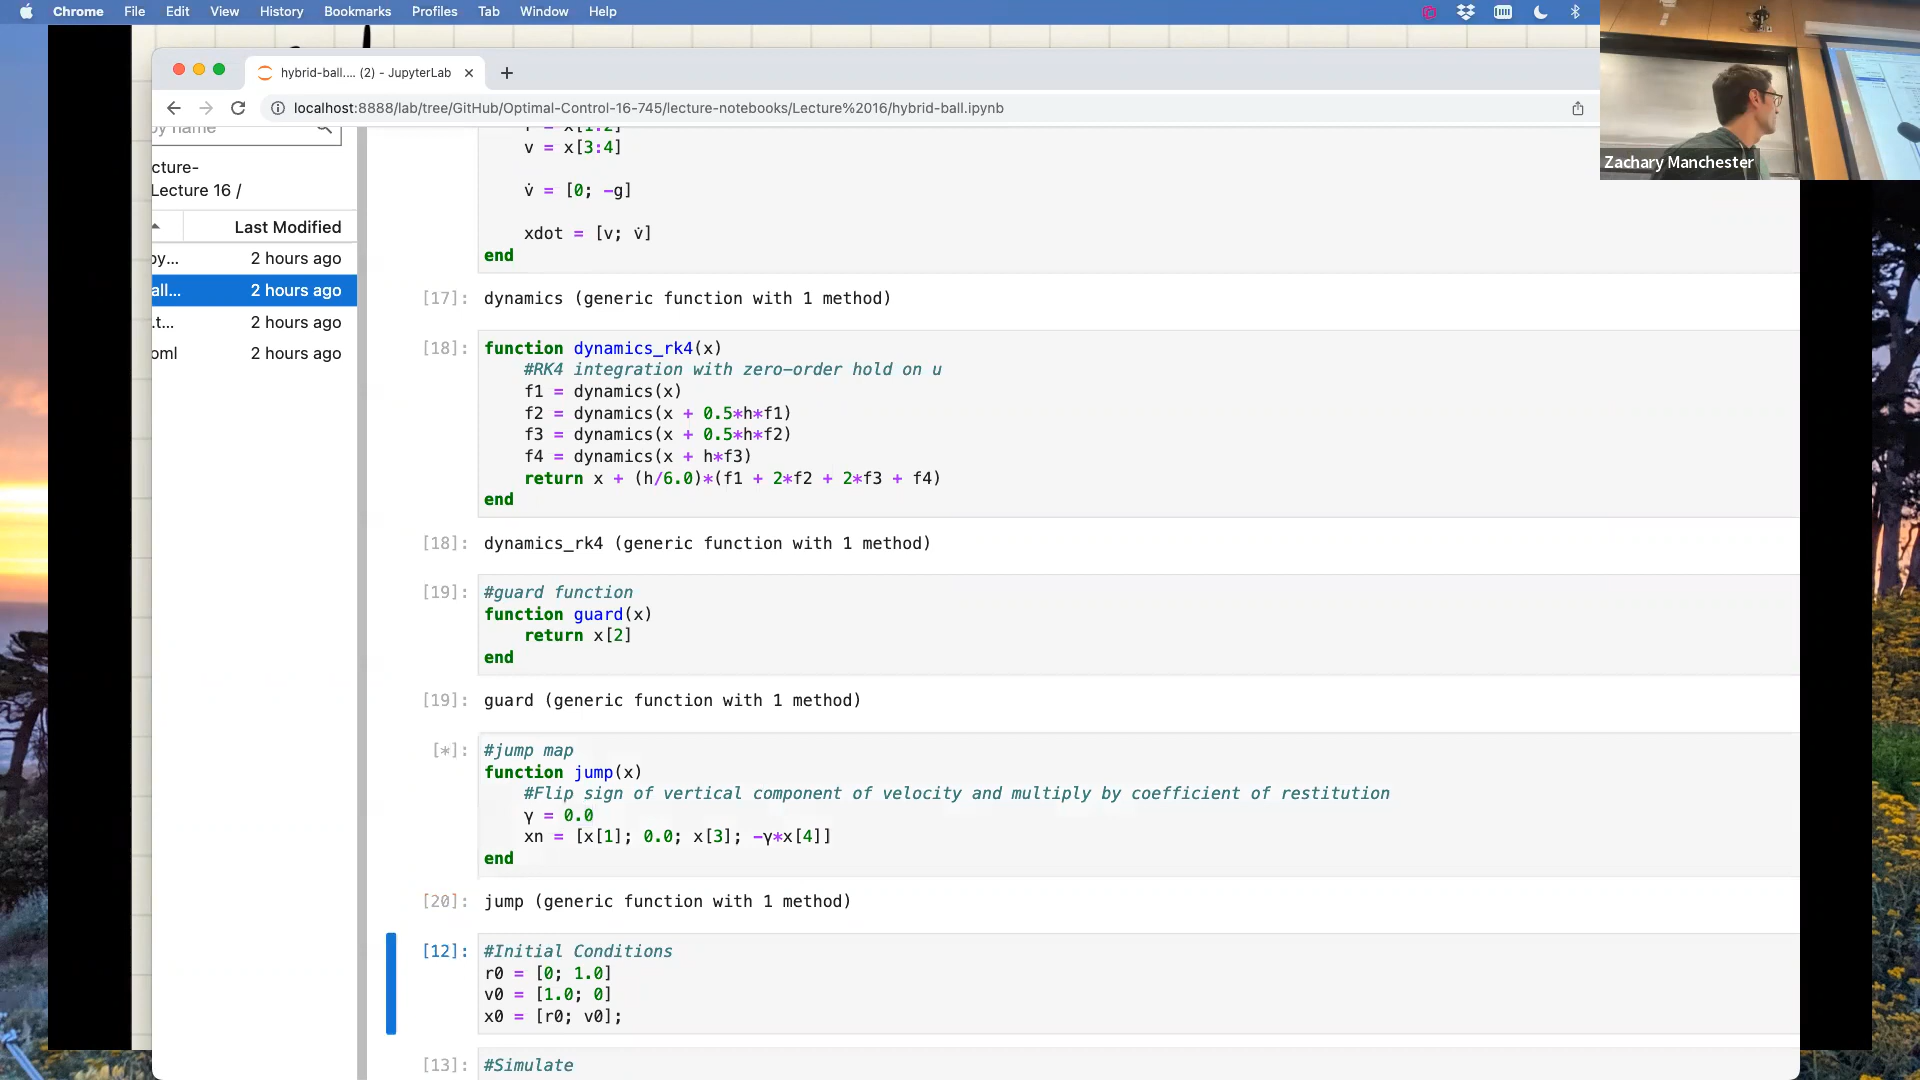 Chrome File Edit View History Bookmarks Profiles Tab Window Help
hybrid-ball.... (2) - JupyterLab
localhost:8888/lab/tree/GitHub/Optimal-Control-16-745/lecture-notebooks/Lecture%2016/hybrid-ball.ipynb
Zachary Manchester
by name
cture-
Lecture 16 /
Last Modified
oy... 2 hours ago
all... 2 hours ago
.t... 2 hours ago
oml 2 hours ago
r = x[1:2]
v = x[3:4]
v̇ = [0; -g]
xdot = [v; v̇]
end
[17]: dynamics (generic function with 1 method)
[18]: function dynamics_rk4(x)
#RK4 integration with zero-order hold on u
f1 = dynamics(x)
f2 = dynamics(x + 0.5*h*f1)
f3 = dynamics(x + 0.5*h*f2)
f4 = dynamics(x + h*f3)
return x + (h/6.0)*(f1 + 2*f2 + 2*f3 + f4)
end
[18]: dynamics_rk4 (generic function with 1 method)
[19]: #guard function
function guard(x)
return x[2]
end
[19]: guard (generic function with 1 method)
[*]: #jump map
function jump(x)
#Flip sign of vertical component of velocity and multiply by coefficient of restitution
γ = 0.0
xn = [x[1]; 0.0; x[3]; -γ*x[4]]
end
[20]: jump (generic function with 1 method)
[12]: #Initial Conditions
r0 = [0; 1.0]
v0 = [1.0; 0]
x0 = [r0; v0];
[13]: #Simulate